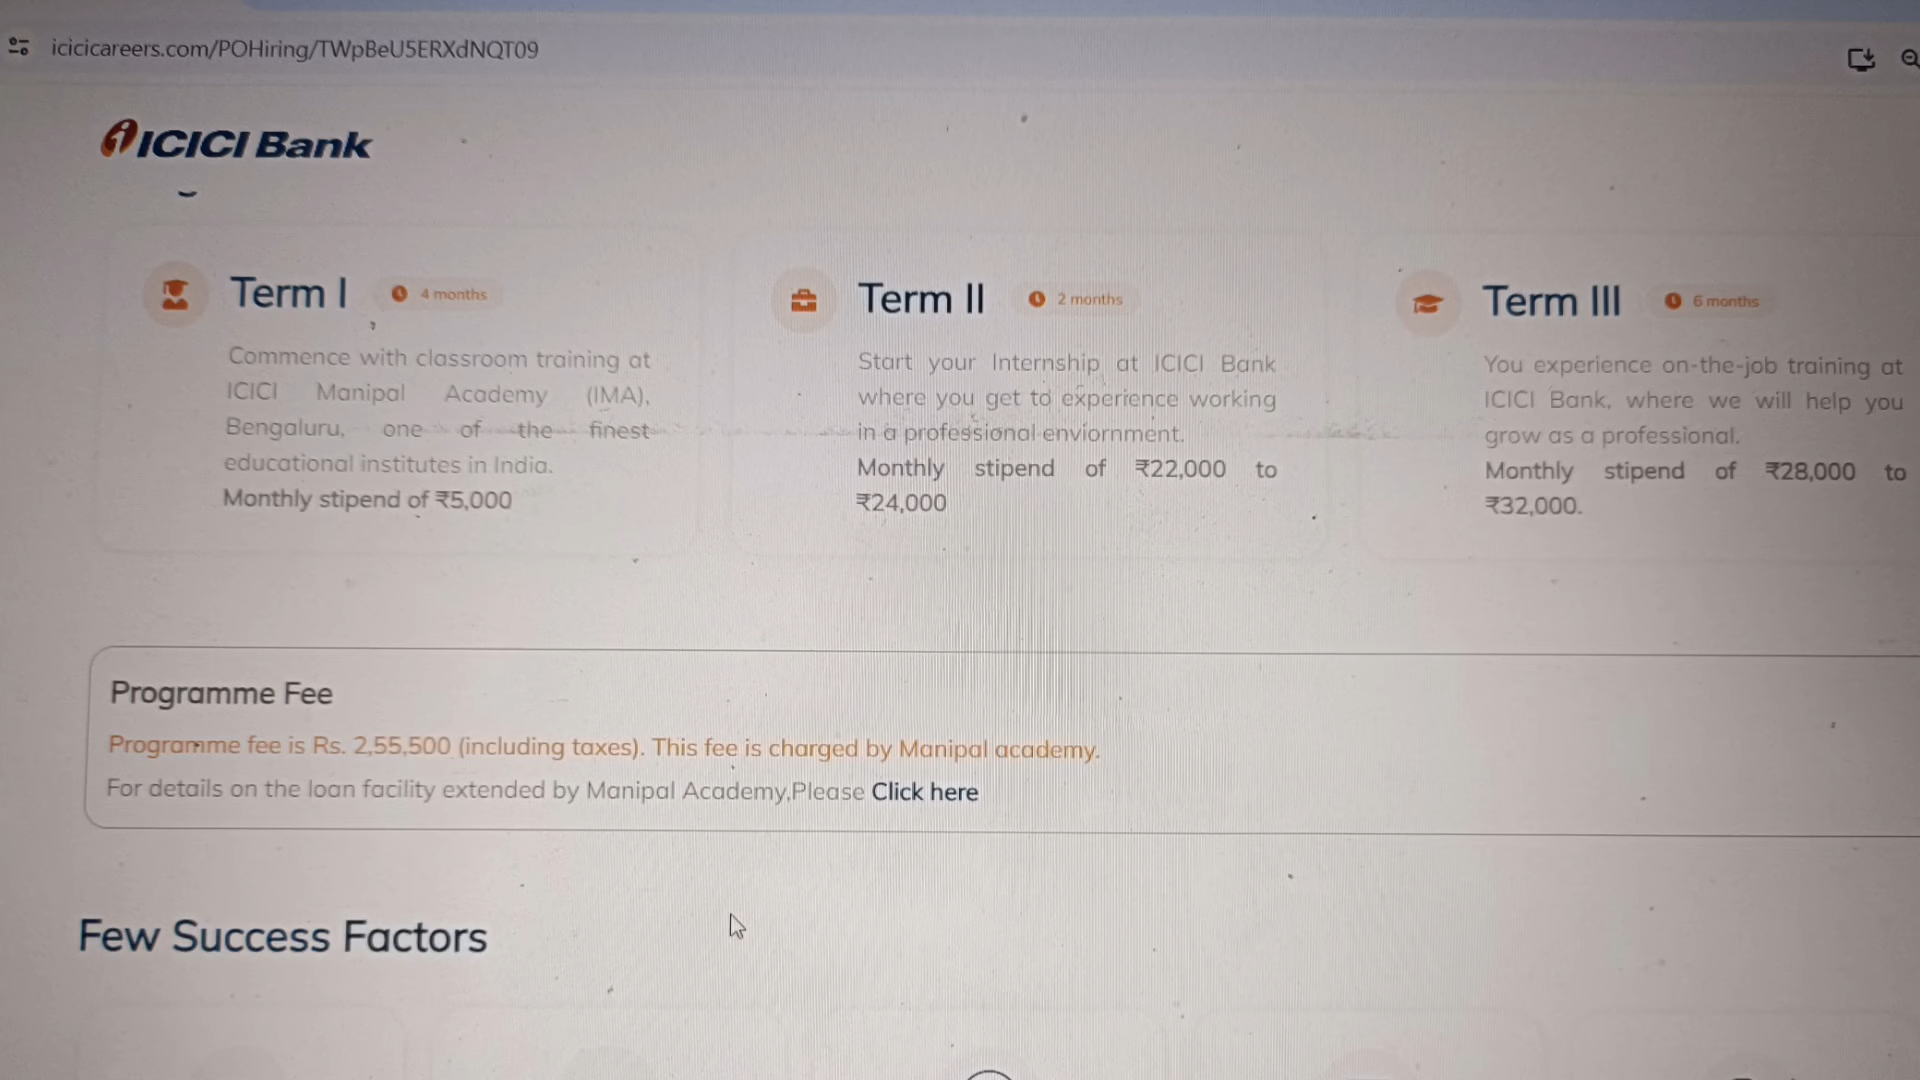 icicicareers.com/POHiring/TWpBeU5ERXdNQT09
ICICI Bank
Term I
4 months
Commence with classroom training at
ICICI Manipal Academy (IMA),
Bengaluru, one of the finest
educational institutes in India.
Monthly stipend of ₹5,000
Term II
2 months
Start your Internship at ICICI Bank
where you get to experience working
in a professional enviornment.
Monthly stipend of ₹22,000 to
₹24,000
Term III
6 months
You experience on-the-job training at
ICICI Bank, where we will help you
grow as a professional.
Monthly stipend of ₹28,000 to
₹32,000.
Programme Fee
Programme fee is Rs. 2,55,500 (including taxes). This fee is charged by Manipal academy.
For details on the loan facility extended by Manipal Academy,Please Click here
Few Success Factors